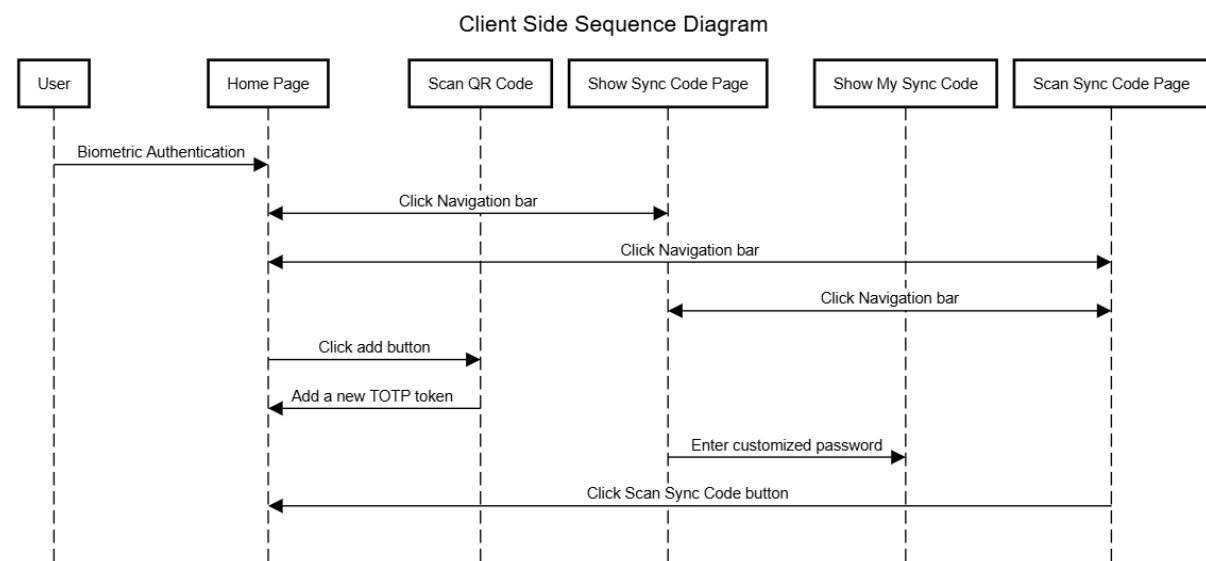 Client Side Sequence Diagram
User
Home Page
Scan QR Code
Show Sync Code Page
Show My Sync Code
Scan Sync Code Page
Biometric Authentication
Click Navigation bar
Click Navigation bar
Click Navigation bar
Click add button
Add a new TOTP token
Enter customized password
Click Scan Sync Code button